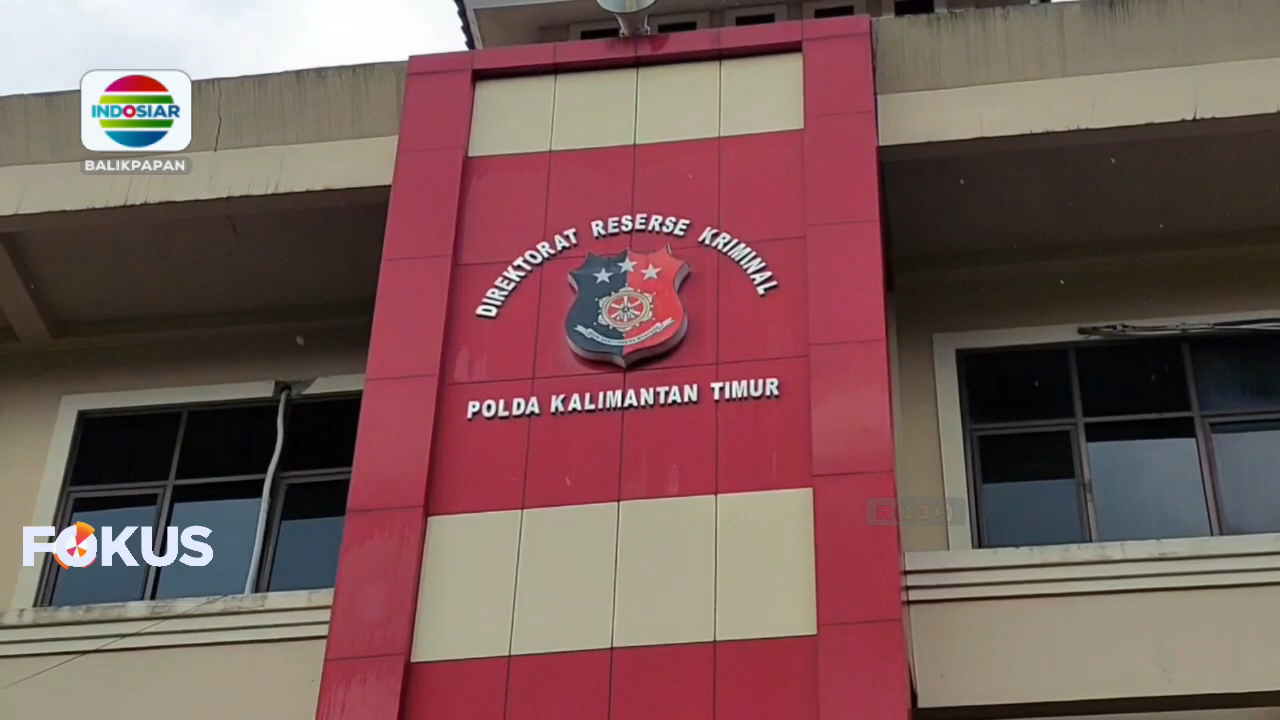 INDOSIAR
BALIKPAPAN
DIREKTORAT RESERSE KRIMINAL
POLDA KALIMANTAN TIMUR
FOKUS